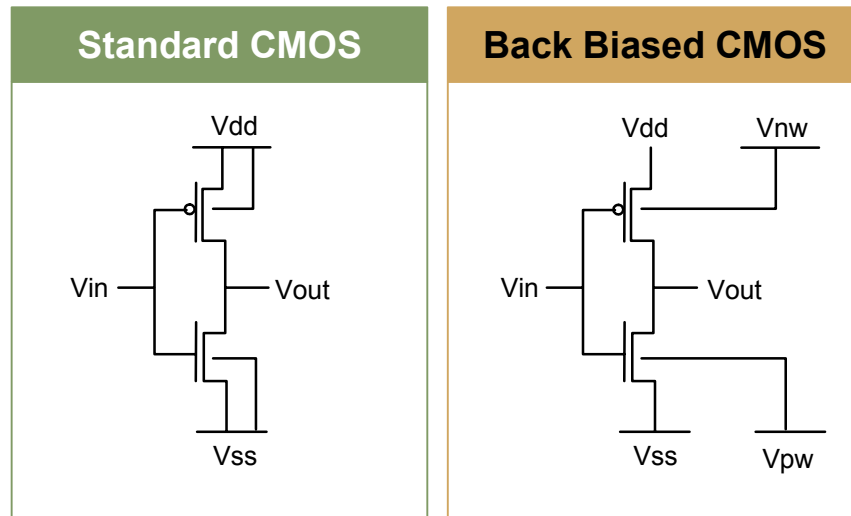 Standard CMOS
Vdd
Vin
Vout
Vss
Back Biased CMOS
Vdd
Vnw
Vin
Vout
Vss
Vpw